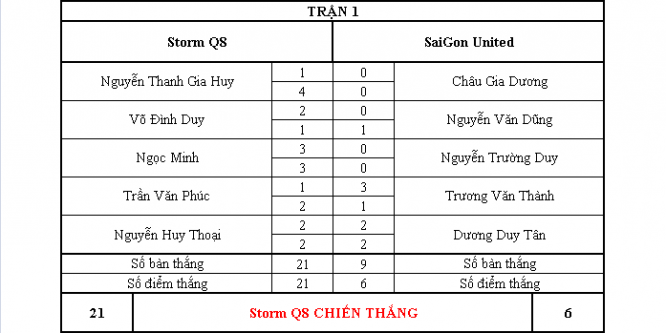 TRẬN 1
Storm Q8 SaiGon United
Nguyễn Thanh Gia Huy 1 0 Châu Gia Dương
4 0
Võ Đình Duy 2 0 Nguyễn Văn Dũng
1 1
Ngọc Minh 3 0 Nguyễn Trường Duy
3 0
Trần Văn Phúc 1 3 Trương Văn Thành
2 1
Nguyễn Huy Thoại 2 2 Dương Duy Tân
2 2
Số bàn thắng 21 9 Số bàn thắng
Số điểm thắng 21 6 Số điểm thắng
21 Storm Q8 CHIẾN THẮNG 6